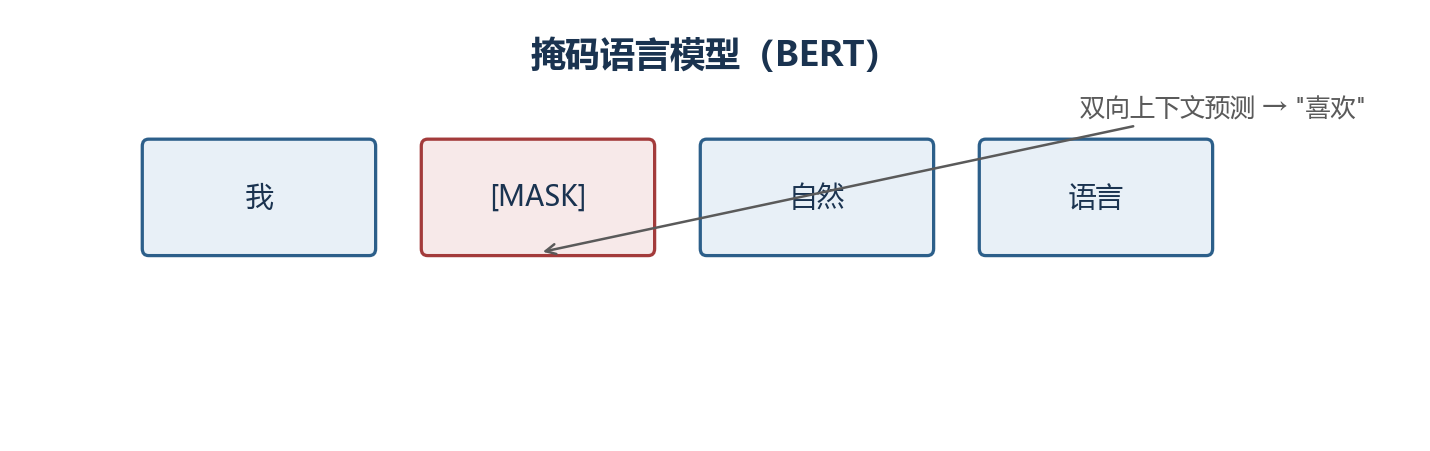 掩码语言模型（BERT）
双向上下文预测 → "喜欢"
我
[MASK]
自然
语言